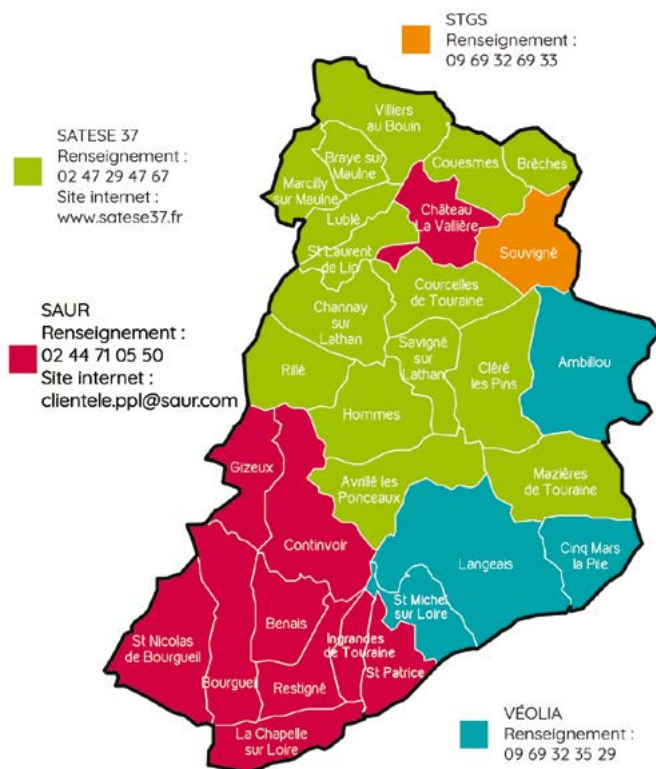 STGS
Renseignement :
09 69 32 69 33
SATESE 37
Renseignement :
02 47 29 47 67
Site internet :
www.satese37.fr
SAUR
Renseignement :
02 44 71 05 50
Site internet :
clientele.ppl@saur.com
Villiers
au Bouin
Braye sur
Maulne
Couesmes
Brèches
Marcilly
sur Maulne
Lublé
Château
La Vallière
St Laurent
de Lin
Souvigné
Courcelles
de Touraine
Channay
sur
Lathan
Savigné
sur
Lathan
Cléré
les Pins
Ambillou
Rillé
Hommes
Gizeux
Avrillé les
Ponceaux
Mazières
de Touraine
Continvoir
Langeais
Cinq Mars
la Pile
St Michel
sur Loire
St Nicolas
de Bourgueil
Bourgueil
Benais
Ingrandes
de Touraine
Restigné
St Patrice
La Chapelle
sur Loire
VÉOLIA
Renseignement :
09 69 32 35 29